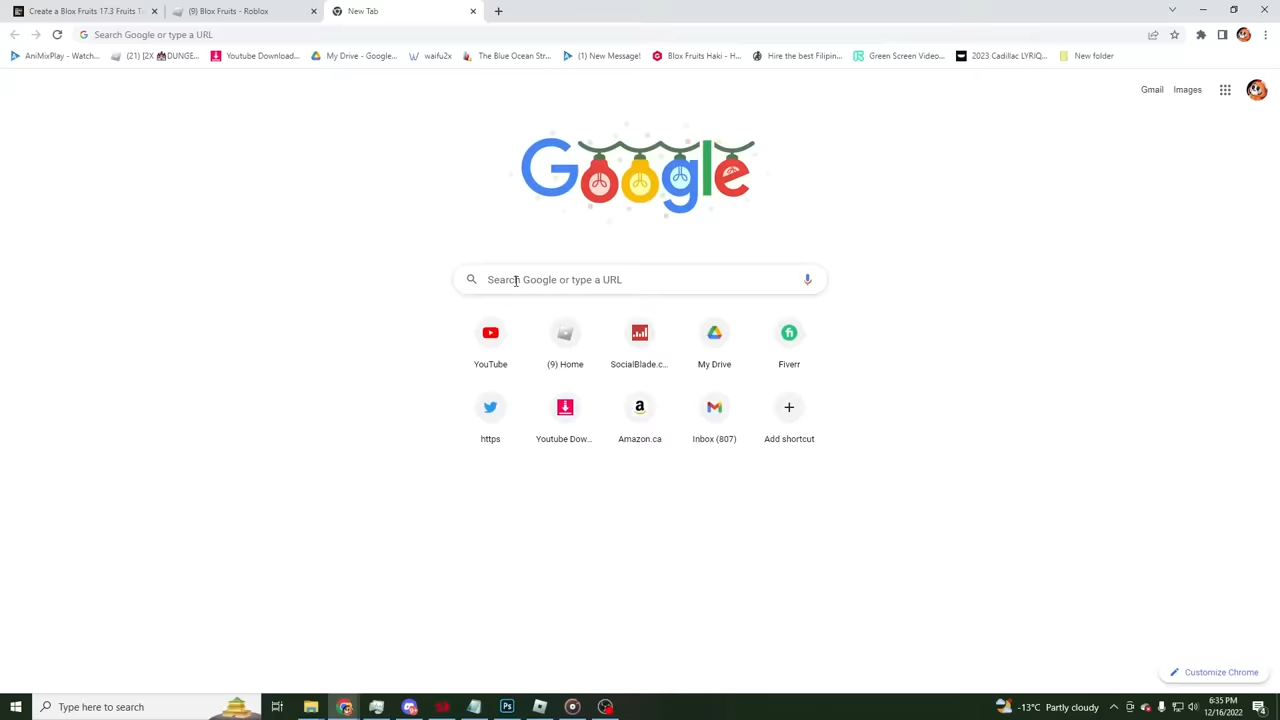 Create a Blox Fruits 17.3 Fruits T
(9) Blox Fruits - Roblox
New Tab
Search Google or type a URL
AniMixPlay - Watch...
(21) [2X 🦇DUNGE...
Youtube Download...
My Drive - Google...
waifu2x
The Blue Ocean Str...
(1) New Message!
Blox Fruits Haki - H...
Hire the best Filipin...
Green Screen Video...
2023 Cadillac LYRIQ...
New folder
Gmail
Images
Google
Search Google or type a URL
YouTube
(9) Home
SocialBlade.c...
My Drive
Fiverr
https
Youtube Dow...
Amazon.ca
Inbox (807)
Add shortcut
Customize Chrome
Type here to search
-13°C Partly cloudy
6:35 PM
12/16/2022